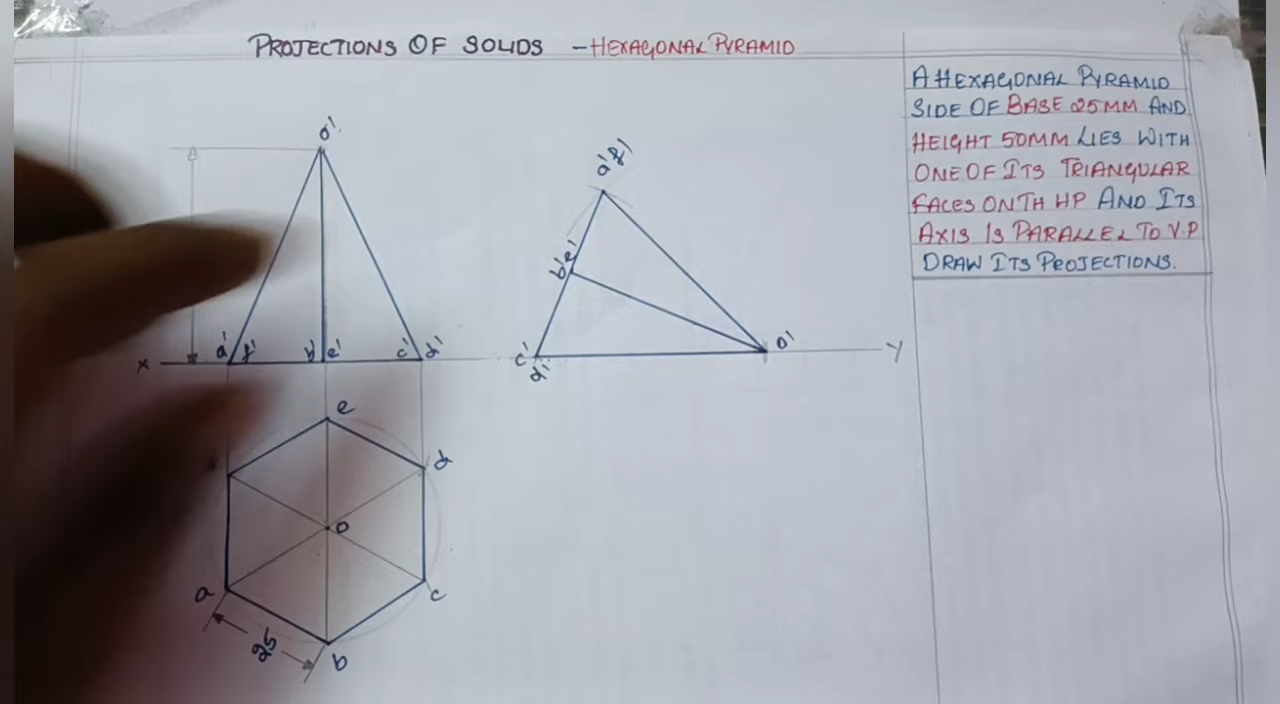 PROJECTIONS OF SOLIDS - HEXAGONAL PYRAMID
A HEXAGONAL PYRAMID
SIDE OF BASE 25MM AND
HEIGHT 50MM LIES WITH
ONE OF ITS TRIANGULAR
FACES ON TH HP AND ITS
AXIS IS PARALLEL TO V.P
DRAW ITS PROJECTIONS.
o'
a' f'
b' e'
c' d'
o'
X a' f' b' e' c' d'
Y
e
d
o
a
c
25
b